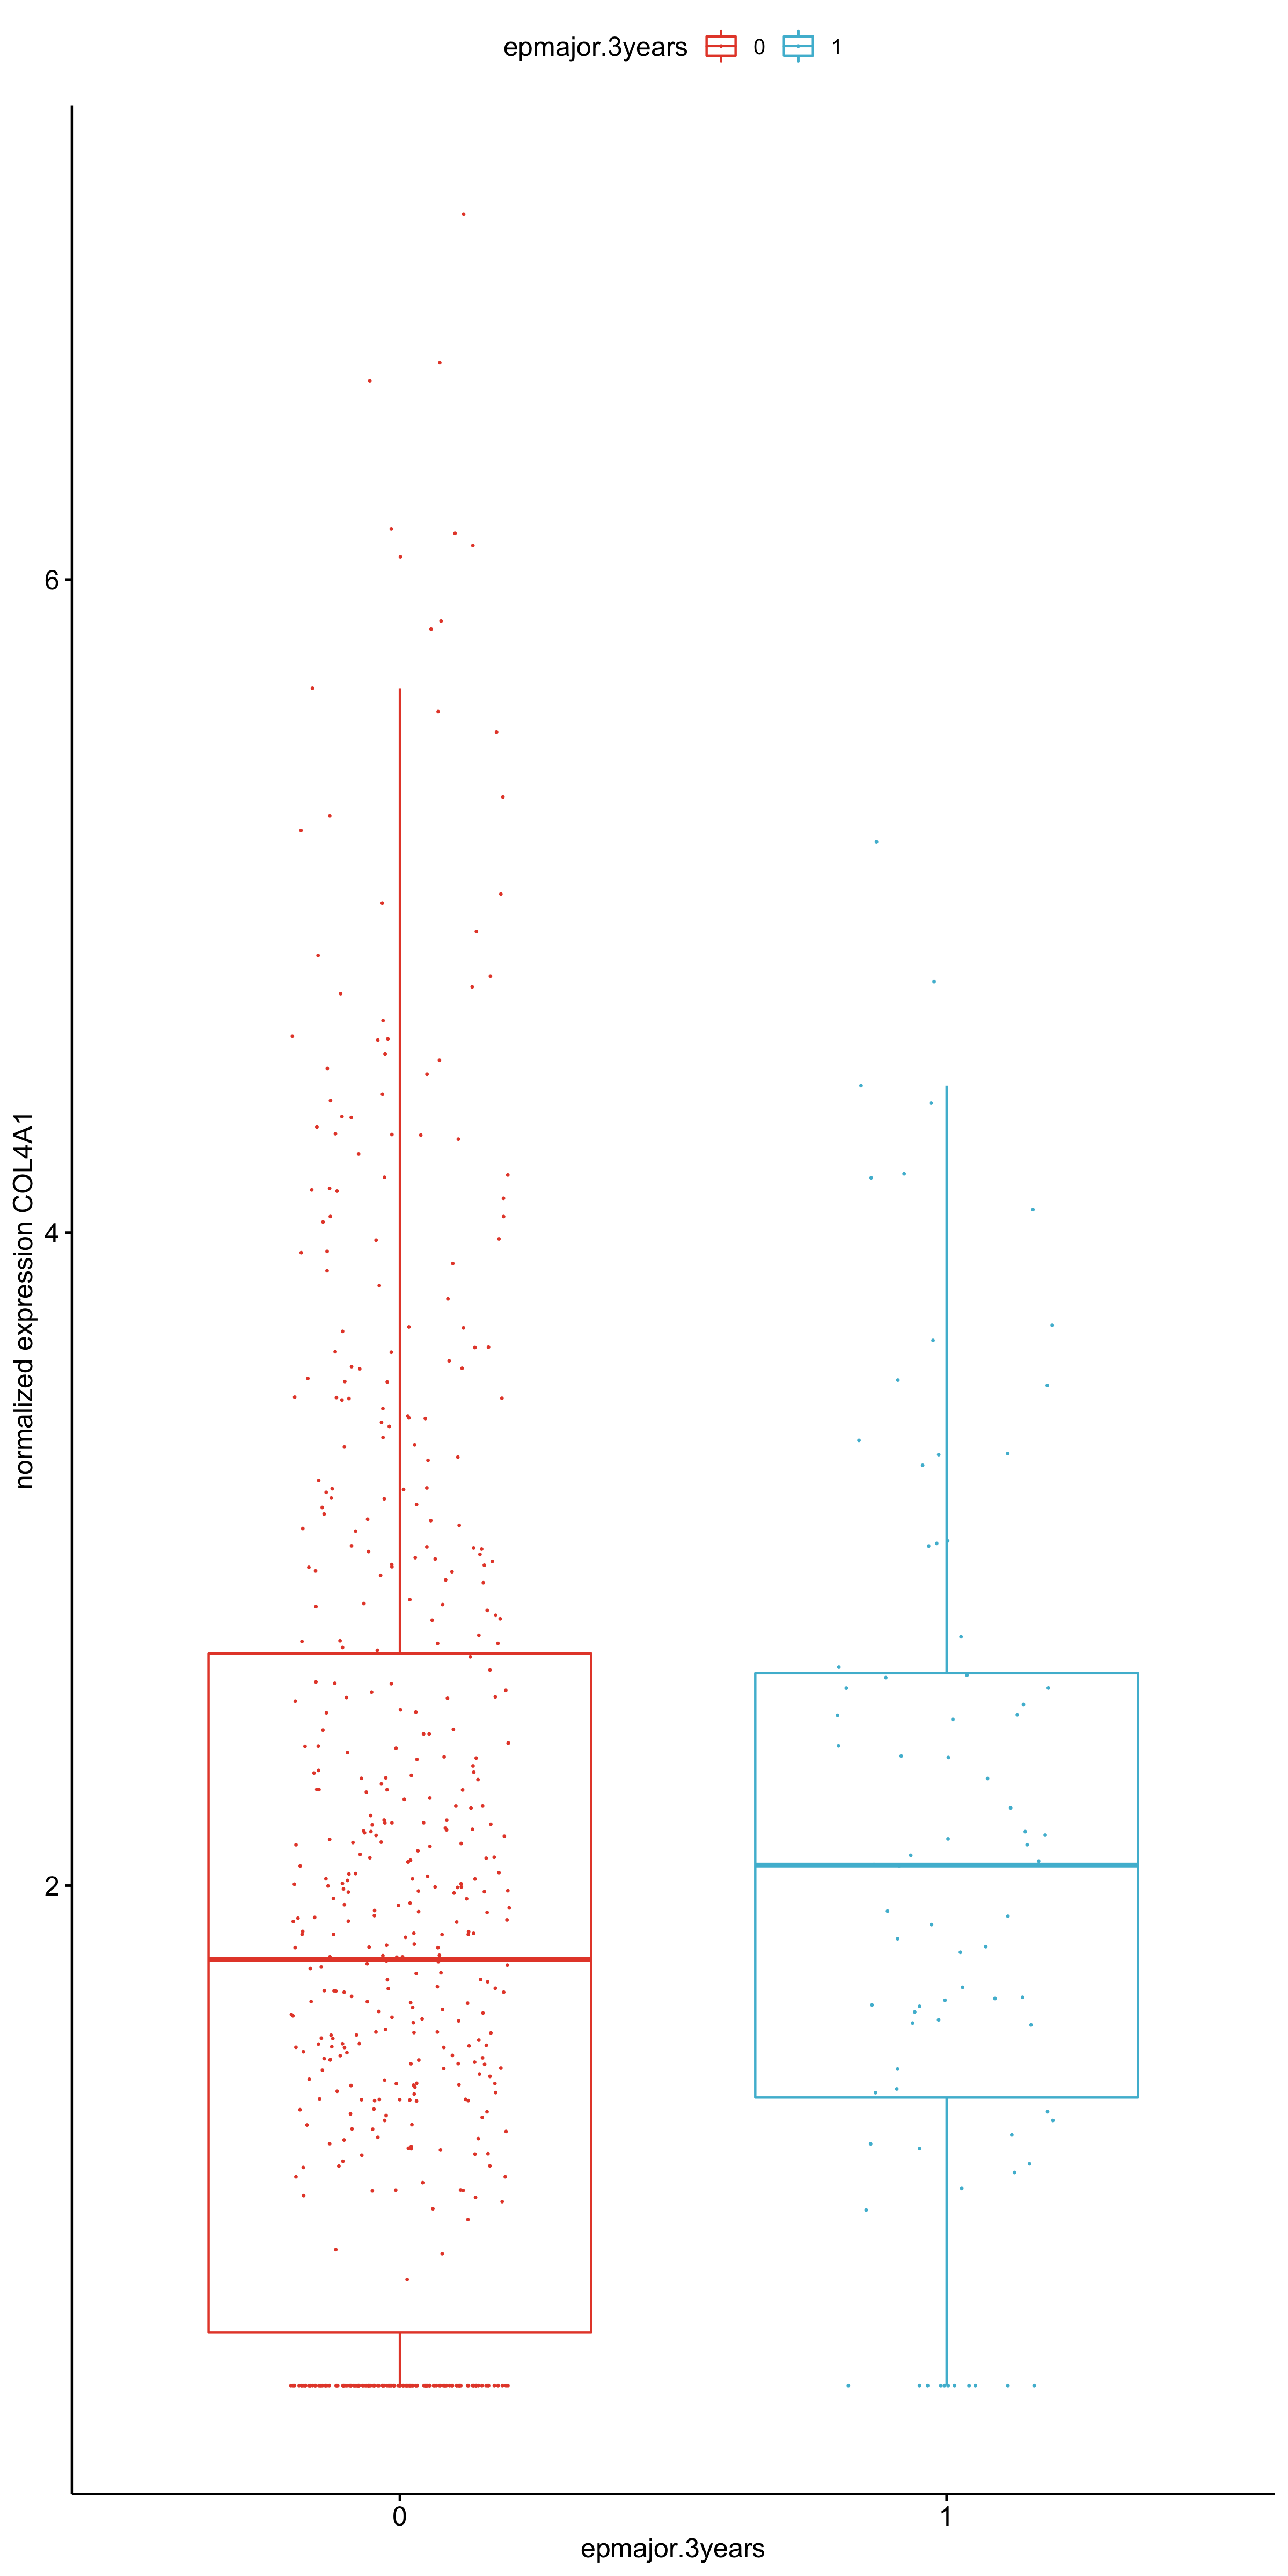 epmajor.3years 0 1
6
4
2
normalized expression COL4A1
0 1
epmajor.3years